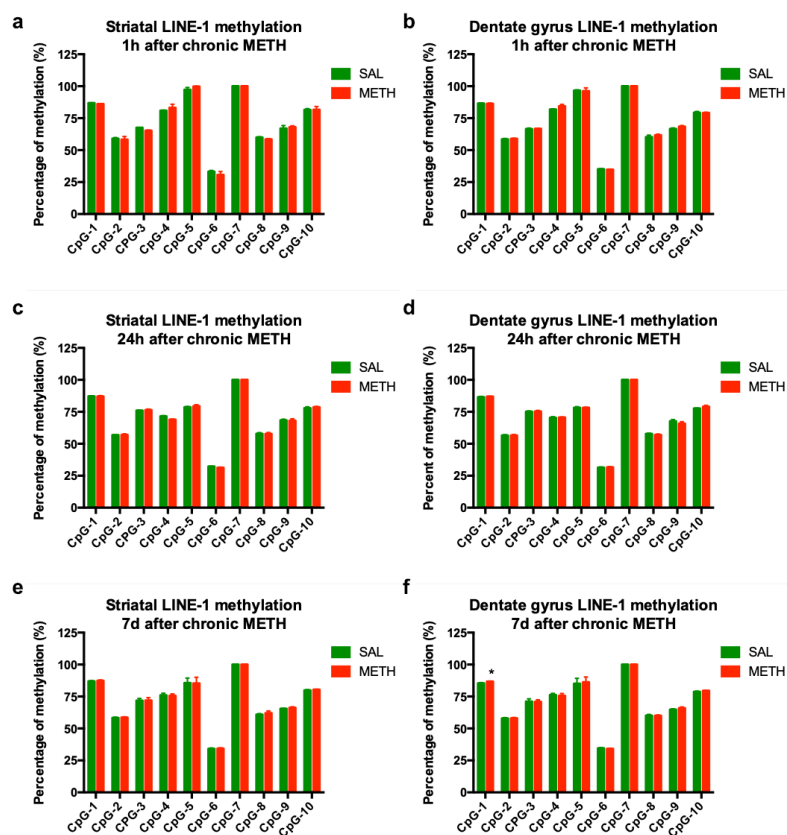 a
Striatal LINE-1 methylation
1h after chronic METH
Percentage of methylation (%)
125
100
75
50
25
0
SAL
METH
CpG-1
CpG-2
CPG-3
CpG-4
CpG-5
CpG-6
CpG-7
CpG-8
CpG-9
CpG-10
b
Dentate gyrus LINE-1 methylation
1h after chronic METH
Percentage of methylation (%)
125
100
75
50
25
0
SAL
METH
CpG-1
CpG-2
CpG-3
CpG-4
CpG-5
CpG-6
CpG-7
CpG-8
CpG-9
CpG-10
c
Striatal LINE-1 methylation
24h after chronic METH
Percentage of methylation (%)
125
100
75
50
25
0
SAL
METH
CpG-1
CpG-2
CPG-3
CpG-4
CpG-5
CpG-6
CpG-7
CpG-8
CpG-9
CpG-10
d
Dentate gyrus LINE-1 methylation
24h after chronic METH
Percent of methylation (%)
125
100
75
50
25
0
SAL
METH
CpG-1
CpG-2
CpG-3
CpG-4
CpG-5
CpG-6
CpG-7
CpG-8
CpG-9
CpG-10
e
Striatal LINE-1 methylation
7d after chronic METH
Percentage of methylation (%)
125
100
75
50
25
0
SAL
METH
CpG-1
CpG-2
CpG-3
CpG-4
CpG-5
CpG-6
CpG-7
CpG-8
CpG-9
CpG-10
f
Dentate gyrus LINE-1 methylation
7d after chronic METH
Percentage of methylation (%)
125
100
75
50
25
0
*
SAL
METH
CpG-1
CpG-2
CpG-3
CpG-4
CpG-5
CpG-6
CpG-7
CpG-8
CpG-9
CpG-10